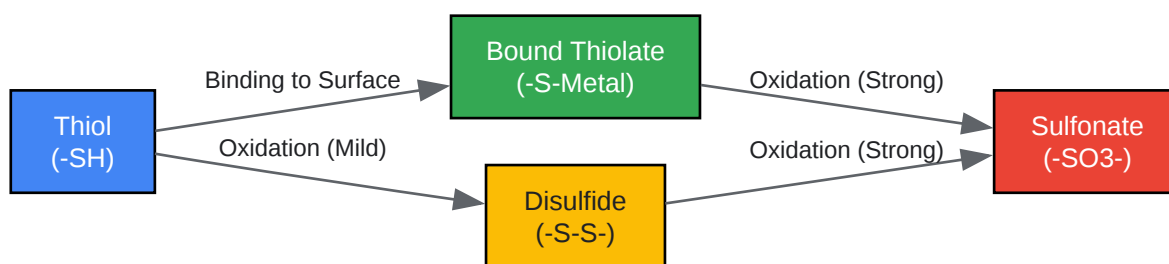 Thiol
(-SH)
Binding to Surface
Oxidation (Mild)
Bound Thiolate
(-S-Metal)
Disulfide
(-S-S-)
Oxidation (Strong)
Oxidation (Strong)
Sulfonate
(-SO3-)